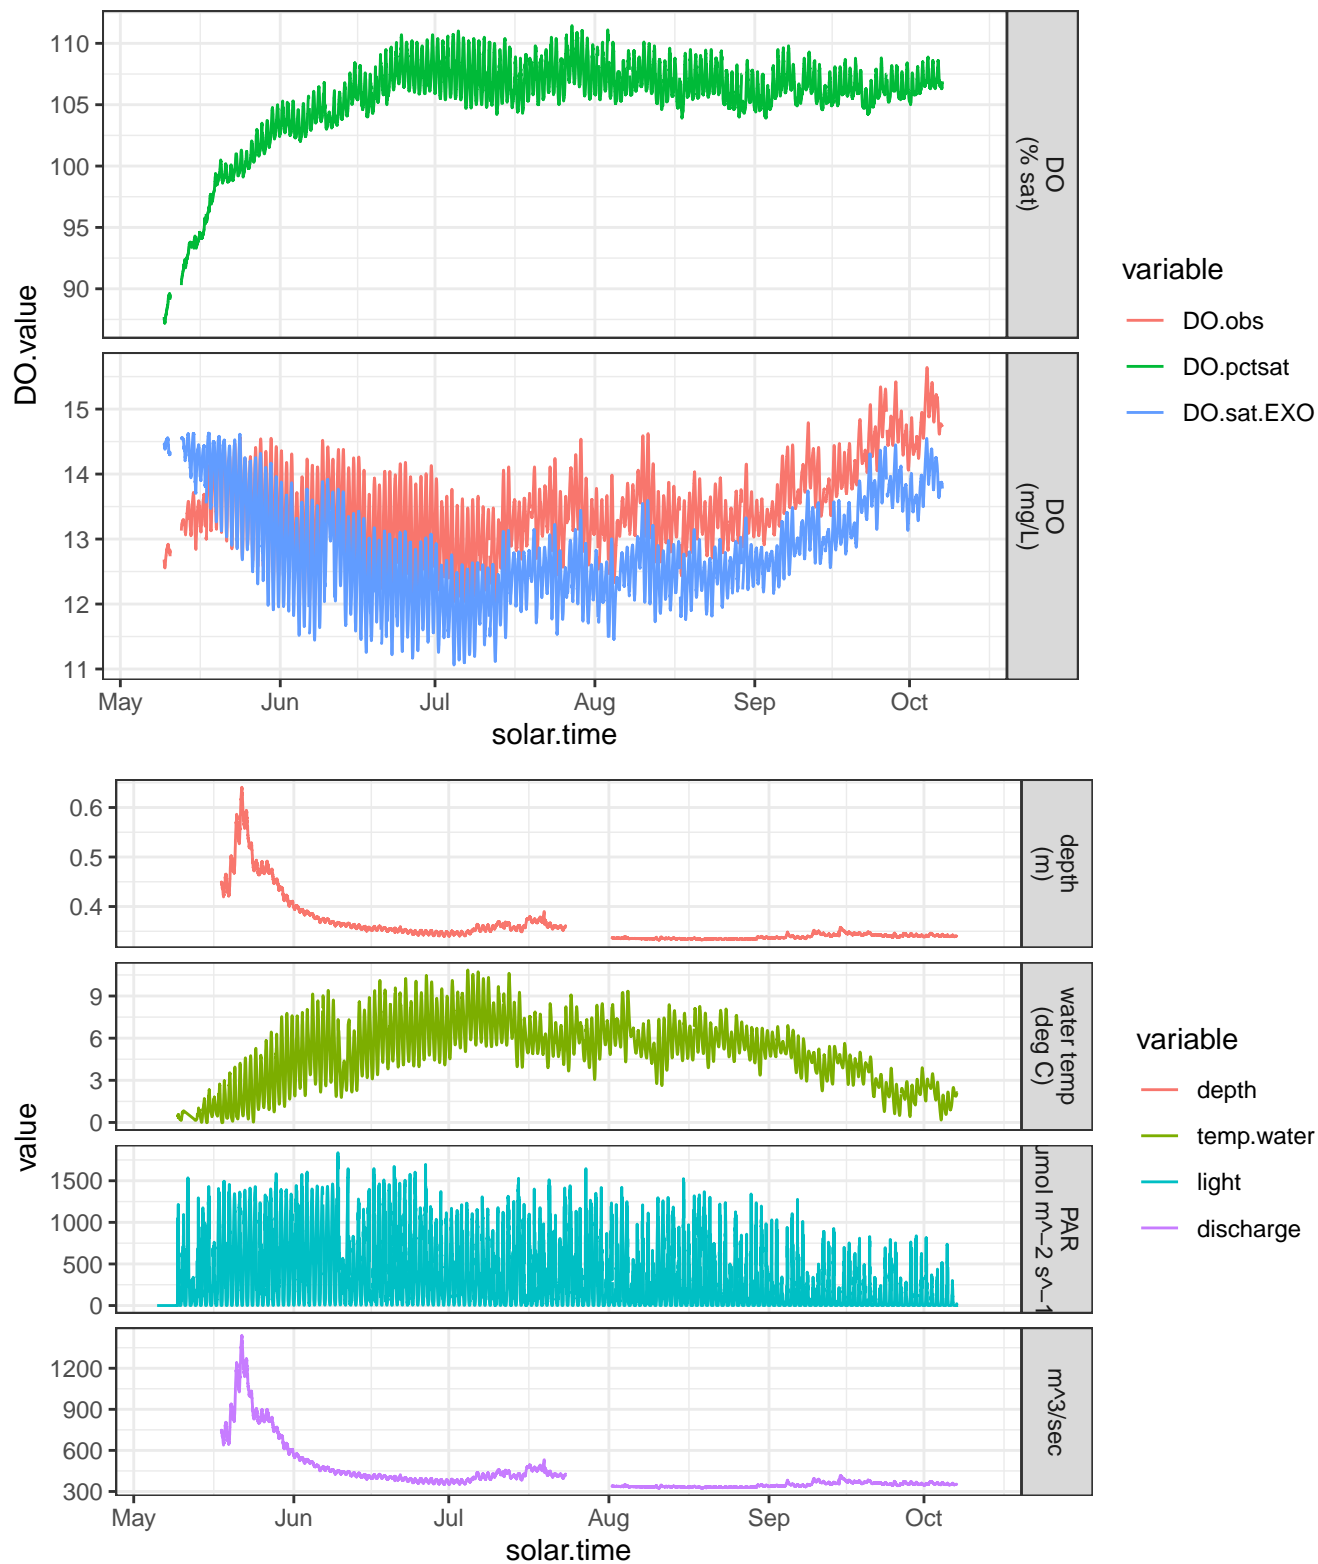 DO.value
110
105
100
95
90
DO
(% sat)
15
14
13
12
11
DO
(mg/L)
May
Jun
Jul
Aug
Sep
Oct
solar.time
variable
DO.obs
DO.pctsat
DO.sat.EXO
value
0.6
0.5
0.4
depth
(m)
9
6
3
0
water temp
(deg C)
1500
1000
500
0
PAR
umol m^-2 s^-1
1200
900
600
300
m^3/sec
May
Jun
Jul
Aug
Sep
Oct
solar.time
variable
depth
temp.water
light
discharge